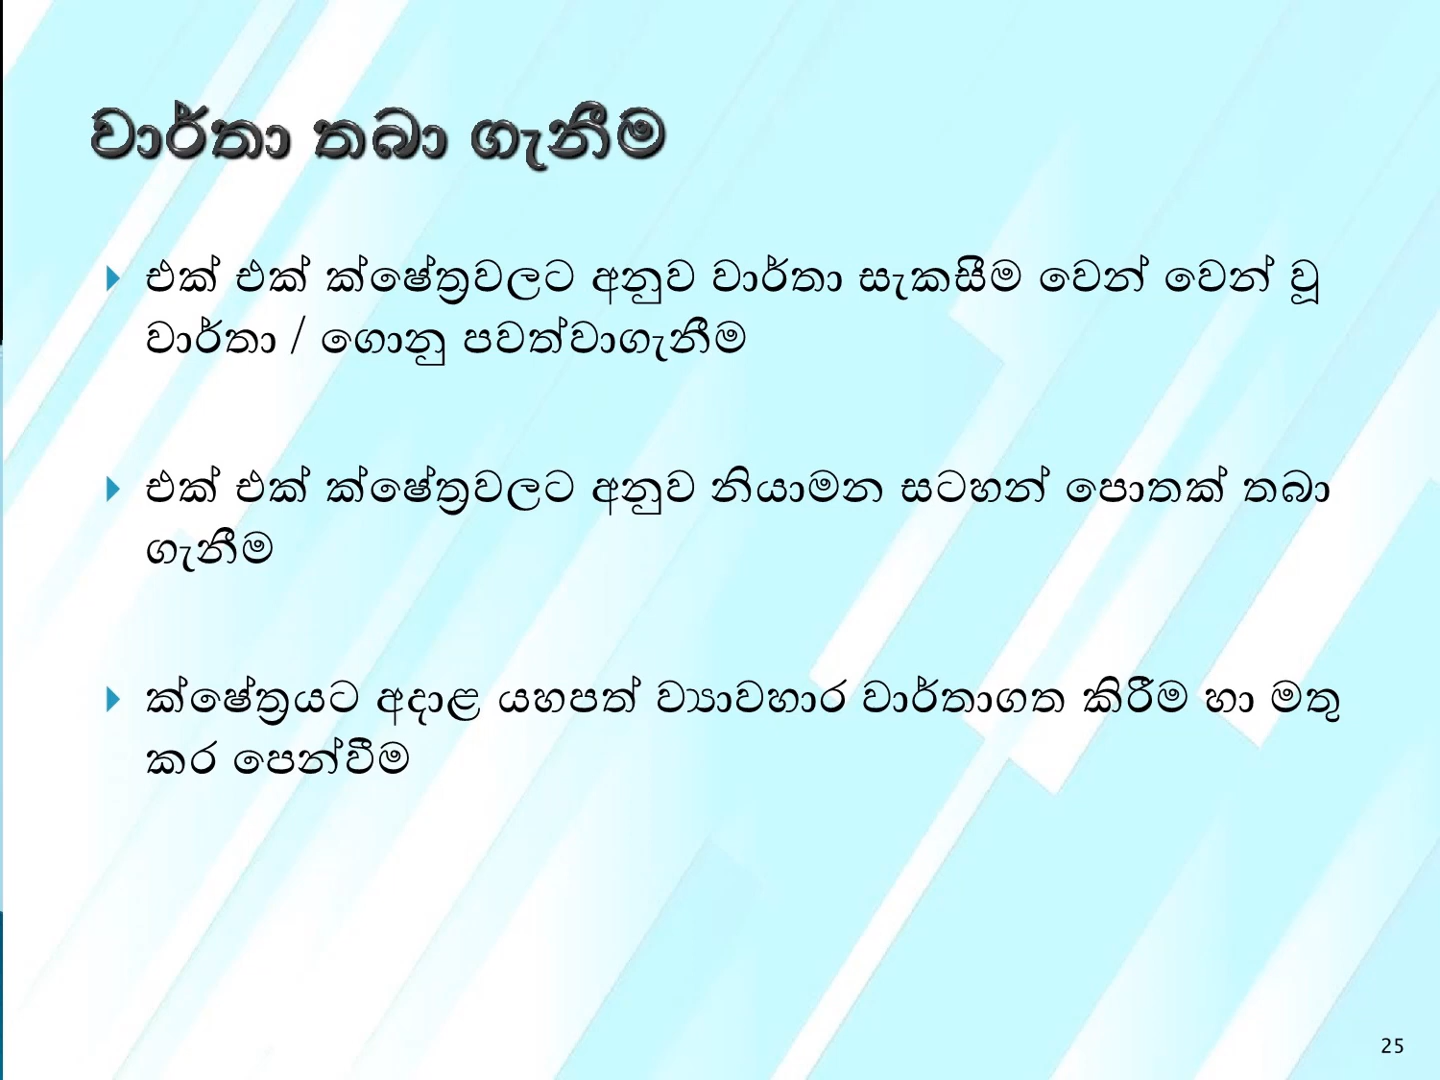 වාර්තා තබා ගැනීම
එක් එක් ක්ෂේත්‍රවලට අනුව වාර්තා සැකසීම වෙන් වෙන් වූ
වාර්තා / ගොනු පවත්වාගැනීම
එක් එක් ක්ෂේත්‍රවලට අනුව නියාමන සටහන් පොතක් තබා
ගැනීම
ක්ෂේත්‍රයට අදාළ යහපත් ව්‍යාවහාර වාර්තාගත කිරීම හා මතු
කර පෙන්වීම
25